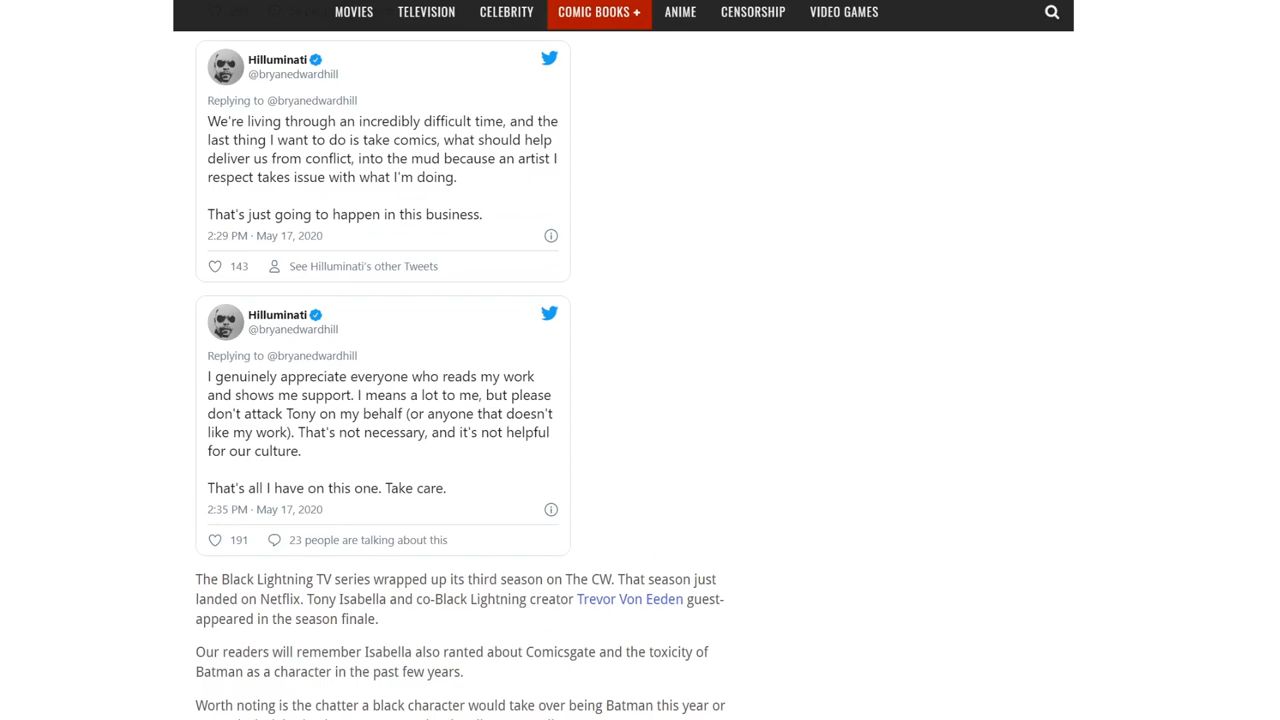 MOVIES TELEVISION CELEBRITY COMIC BOOKS + ANIME CENSORSHIP VIDEO GAMES
Hilluminati
@bryanedwardhill
Replying to @bryanedwardhill
We're living through an incredibly difficult time, and the
last thing I want to do is take comics, what should help
deliver us from conflict, into the mud because an artist I
respect takes issue with what I'm doing.
That's just going to happen in this business.
2:29 PM · May 17, 2020
143 See Hilluminati's other Tweets
Hilluminati
@bryanedwardhill
Replying to @bryanedwardhill
I genuinely appreciate everyone who reads my work
and shows me support. I means a lot to me, but please
don't attack Tony on my behalf (or anyone that doesn't
like my work). That's not necessary, and it's not helpful
for our culture.
That's all I have on this one. Take care.
2:35 PM · May 17, 2020
191 23 people are talking about this
The Black Lightning TV series wrapped up its third season on The CW. That season just
landed on Netflix. Tony Isabella and co-Black Lightning creator Trevor Von Eeden guest-
appeared in the season finale.
Our readers will remember Isabella also ranted about Comicsgate and the toxicity of
Batman as a character in the past few years.
Worth noting is the chatter a black character would take over being Batman this year or